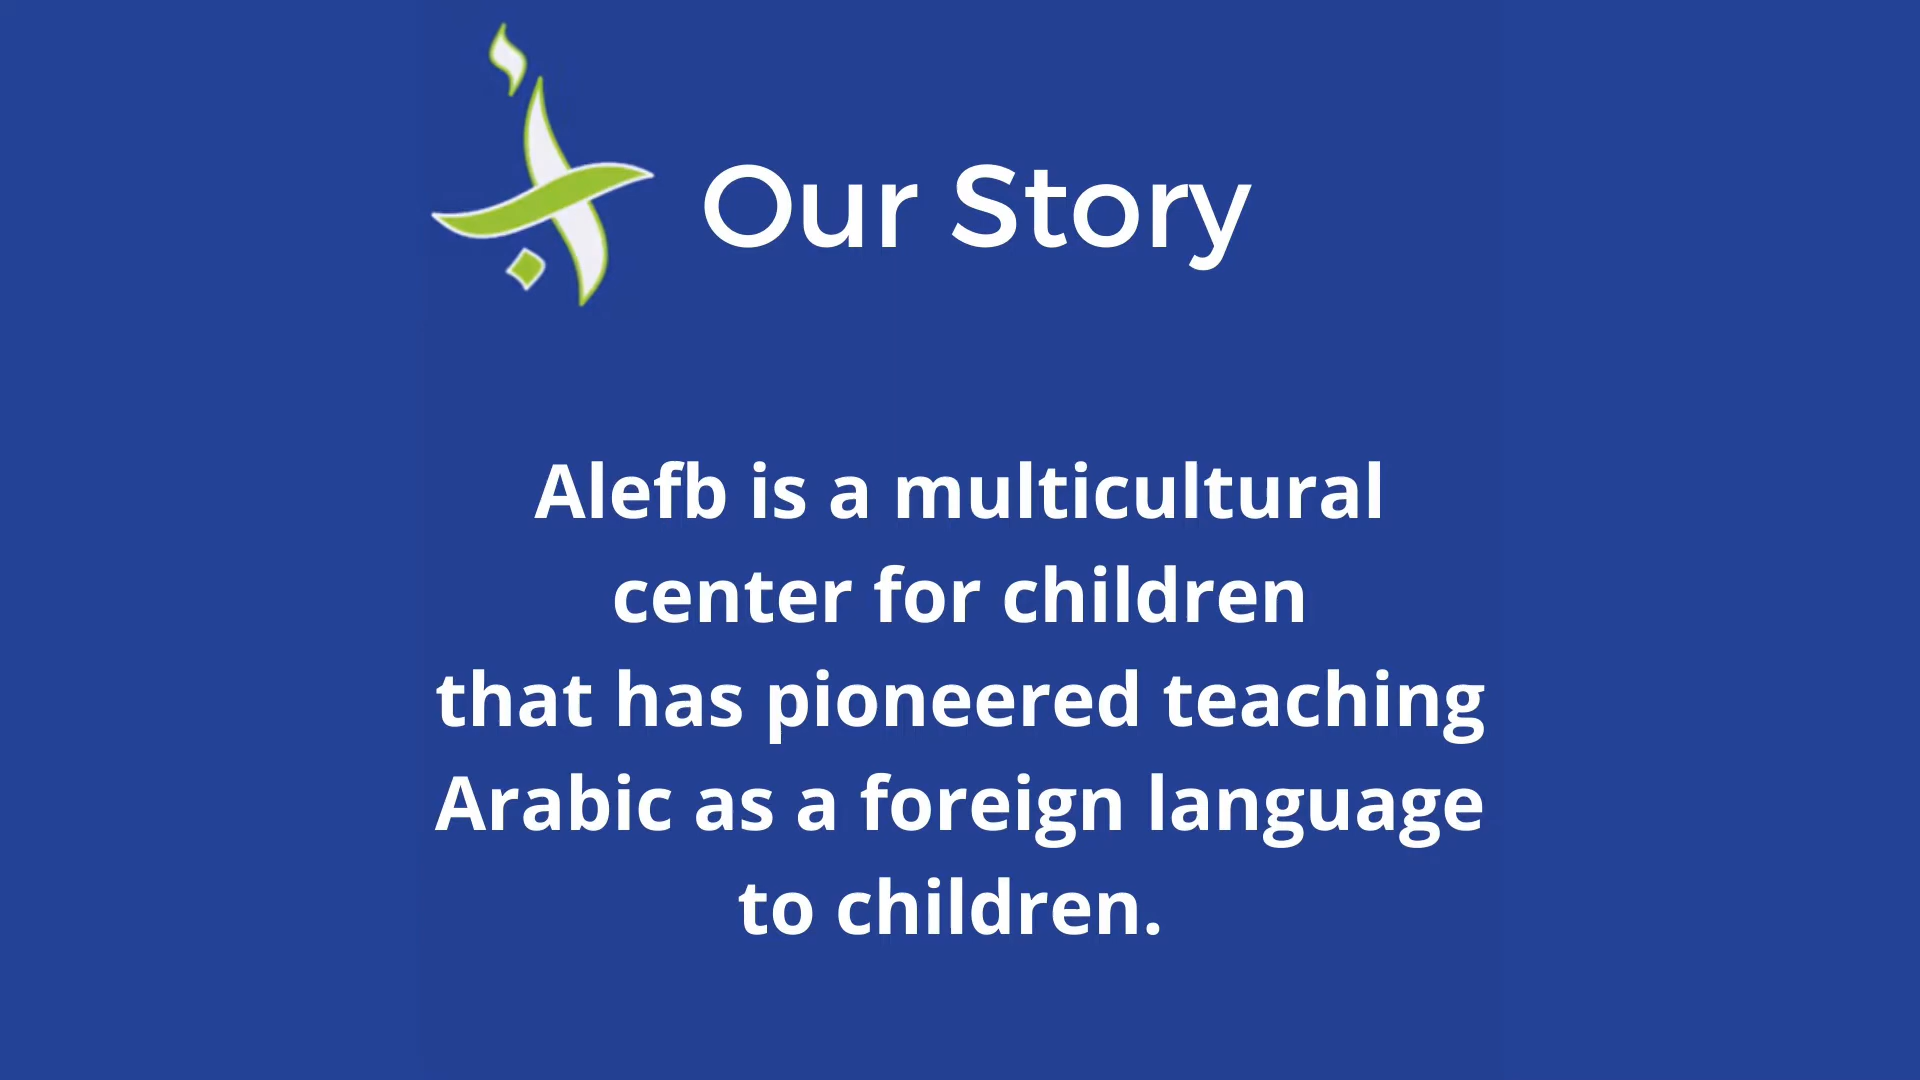 Our Story
Alefb is a multicultural
center for children
that has pioneered teaching
Arabic as a foreign language
to children.